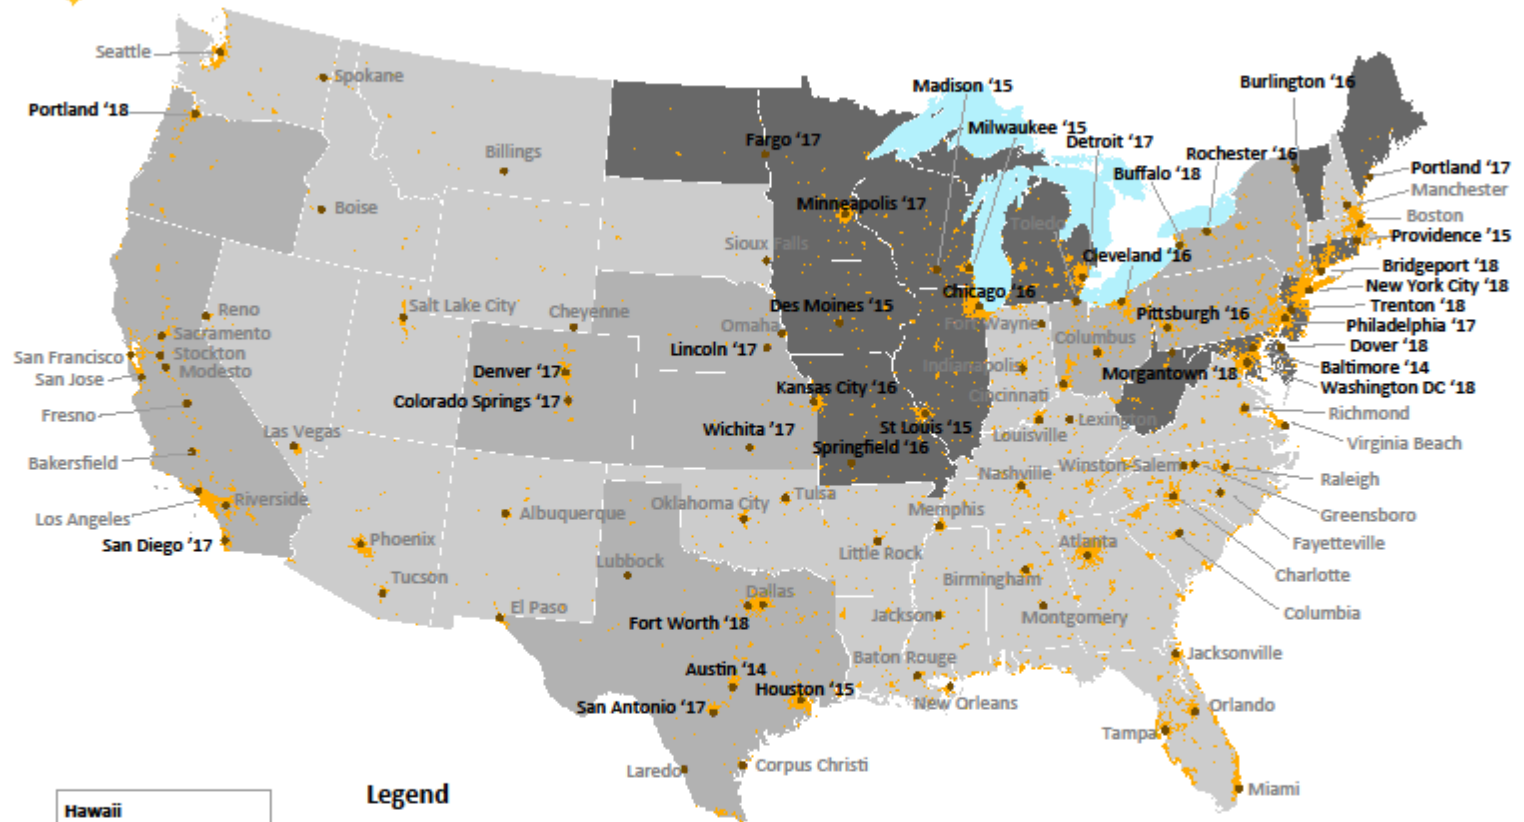 Seattle
Spokane
Portland ‘18
Billings
Boise
Fargo ‘17
Minneapolis ‘17
Sioux Falls
Madison ‘15
Milwaukee ‘15
Detroit ‘17
Burlington ‘16
Rochester ‘16
Buffalo ‘18
Portland ‘17
Manchester
Boston
Providence ‘15
Toledo
Cleveland ‘16
Bridgeport ‘18
New York City ‘18
Trenton ‘18
Philadelphia ‘17
Dover ‘18
Baltimore ‘14
Washington DC ‘18
Chicago ‘16
Pittsburgh ‘16
Des Moines ‘15
Fort Wayne
Columbus
Omaha
Lincoln ‘17
Indianapolis
Morgantown ‘18
Reno
Sacramento
San Francisco
Stockton
San Jose
Modesto
Fresno
Salt Lake City
Cheyenne
Denver ‘17
Colorado Springs ‘17
Kansas City ‘16
Cincinnati
Richmond
Las Vegas
Wichita ‘17
St Louis ‘15
Springfield ‘16
Louisville
Lexington
Virginia Beach
Bakersfield
Nashville
Winston-Salem
Raleigh
Riverside
Los Angeles
San Diego ‘17
Albuquerque
Oklahoma City
Tulsa
Memphis
Greensboro
Fayetteville
Phoenix
Tucson
Lubbock
Little Rock
Atlanta
Birmingham
Charlotte
El Paso
Dallas
Fort Worth ‘18
Jackson
Montgomery
Columbia
Austin ‘14
Houston ‘15
San Antonio ‘17
Baton Rouge
New Orleans
Jacksonville
Orlando
Tampa
Laredo
Corpus Christi
Miami
Legend
Hawaii